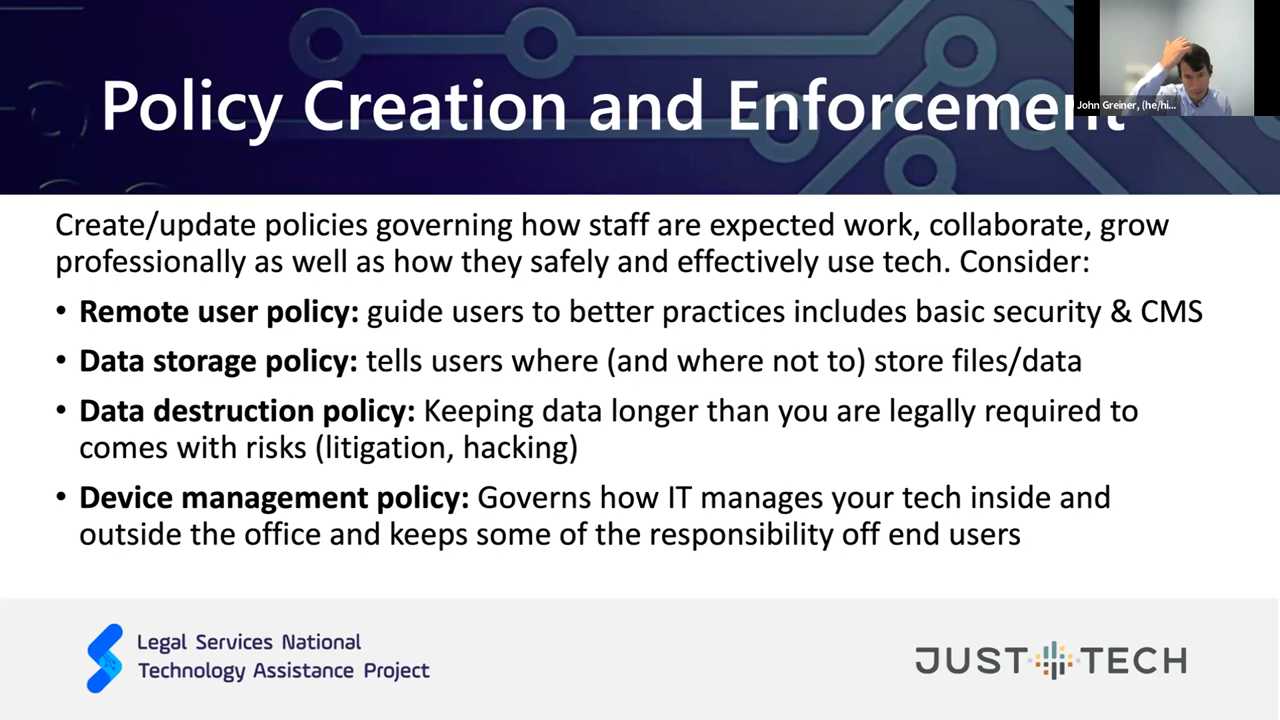 Policy Creation and Enforcement
John Greiner, (he/hi...
Create/update policies governing how staff are expected work, collaborate, grow
professionally as well as how they safely and effectively use tech. Consider:
• Remote user policy: guide users to better practices includes basic security & CMS
• Data storage policy: tells users where (and where not to) store files/data
• Data destruction policy: Keeping data longer than you are legally required to
comes with risks (litigation, hacking)
• Device management policy: Governs how IT manages your tech inside and
outside the office and keeps some of the responsibility off end users
Legal Services National
Technology Assistance Project
JUST TECH